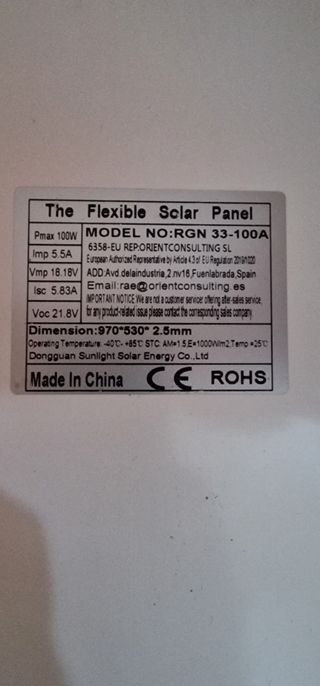 The Flexible Solar Panel
Pmax 100W
Imp 5.5A
Vmp 18.18V
Isc 5.83A
Voc 21.8V
MODEL NO:RGN 33-100A
6358-EU REP:ORIENTCONSULTING SL
European Authorized Representative by Article 4.3 of EU Regulation 2019/1020
ADD:Avd delaindustria,2.nv16,Fuenlabrada,Spain
Email:rae@orientconsulting.es
IMPORTANT NOTICE We are not a customer service: offering after-sales service,
for any product-related issues please contact the corresponding sales company.
Dimension:970*530* 2.5mm
Operating Temperature: -40°C- +85°C STC: AM=1.5,E=1000W/m2,Temp =25°C
Dongguan Sunlight Solar Energy Co.,Ltd
Made In China CE ROHS